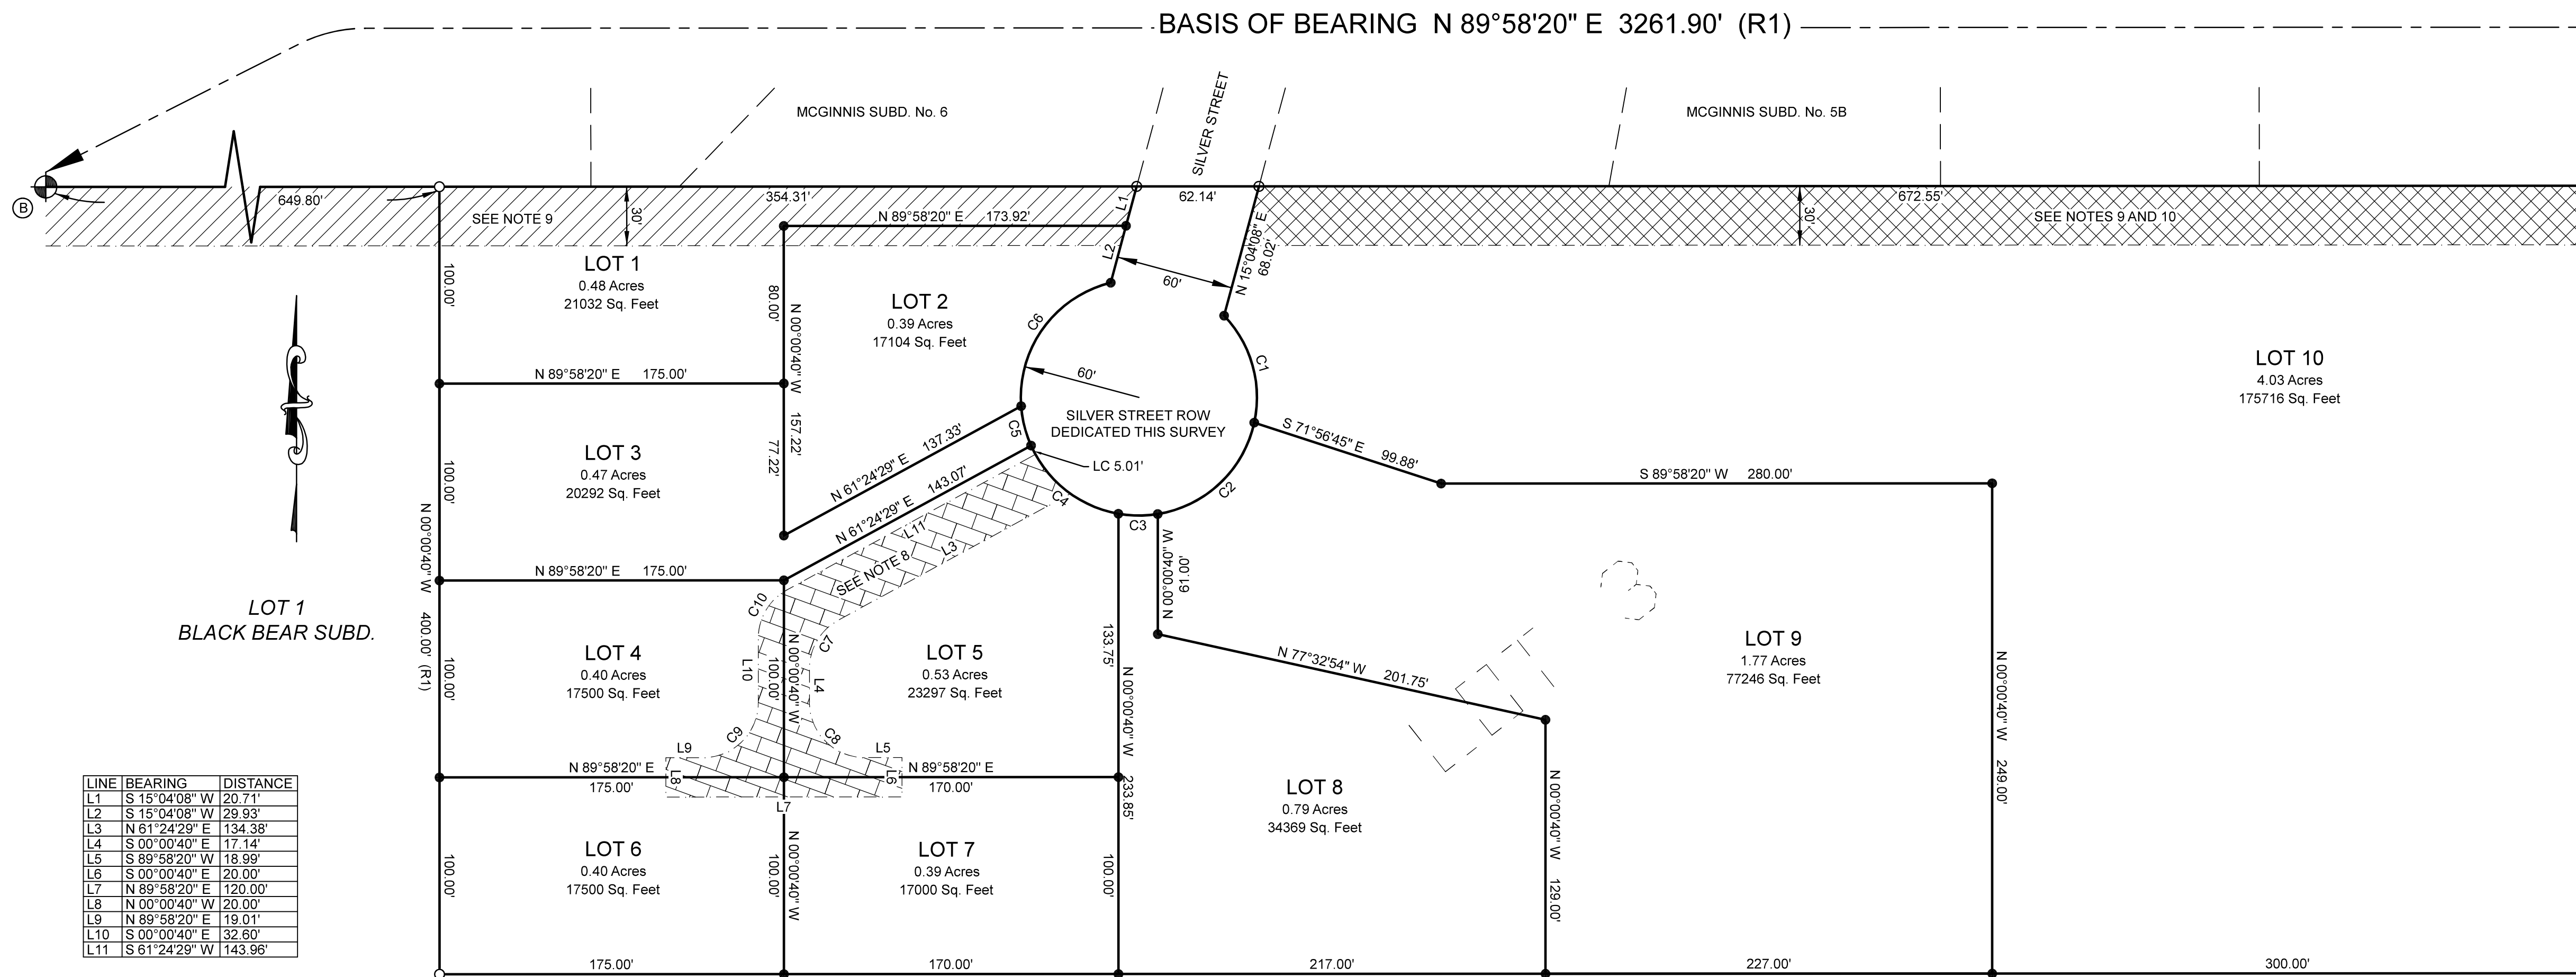 BASIS OF BEARING N 89°58'20" E 3261.90' (R1)
MCGINNIS SUBD. No. 6
SILVER STREET
MCGINNIS SUBD. No. 5B
B
649.80'
354.31'
62.14'
672.55'
SEE NOTE 9
30'
N 89°58'20" E 173.92'
L1
L2
N 15°04'08" E
68.02'
60'
30'
SEE NOTES 9 AND 10
LOT 1
0.48 Acres
21032 Sq. Feet
100.00'
80.00'
N 00°00'40" W 157.22'
77.22'
LOT 2
0.39 Acres
17104 Sq. Feet
C6
60'
C1
SILVER STREET ROW
DEDICATED THIS SURVEY
C5
LC 5.01'
C4
C3
C2
LOT 10
4.03 Acres
175716 Sq. Feet
N 89°58'20" E 175.00'
LOT 3
0.47 Acres
20292 Sq. Feet
100.00'
N 61°24'29" E 137.33'
N 61°24'29" E 143.07'
L11
L3
SEE NOTE 8
S 71°56'45" E 99.88'
S 89°58'20" W 280.00'
N 00°00'40" W
61.00'
N 00°00'40" W 400.00' (R1)
N 89°58'20" E 175.00'
LOT 1
BLACK BEAR SUBD.
LOT 4
0.40 Acres
17500 Sq. Feet
100.00'
C10
C7
L10
100.00'
N 00°00'40" W
L4
C9
C8
LOT 5
0.53 Acres
23297 Sq. Feet
133.75'
N 00°00'40" W 233.85'
N 77°32'54" W 201.75'
LOT 9
1.77 Acres
77246 Sq. Feet
N 00°00'40" W 249.00'
L9
L5
N 89°58'20" E
175.00'
L8
L6
N 89°58'20" E
170.00'
L7
LOT 6
0.40 Acres
17500 Sq. Feet
100.00'
100.00'
N 00°00'40" W
LOT 7
0.39 Acres
17000 Sq. Feet
100.00'
LOT 8
0.79 Acres
34369 Sq. Feet
N 00°00'40" W 129.00'
175.00'
170.00'
217.00'
227.00'
300.00'
LINE BEARING DISTANCE
L1 S 15°04'08" W 20.71'
L2 S 15°04'08" W 29.93'
L3 N 61°24'29" E 134.38'
L4 S 00°00'40" E 17.14'
L5 S 89°58'20" W 18.99'
L6 S 00°00'40" E 20.00'
L7 N 89°58'20" E 120.00'
L8 N 00°00'40" W 20.00'
L9 N 89°58'20" E 19.01'
L10 S 00°00'40" E 32.60'
L11 S 61°24'29" W 143.96'